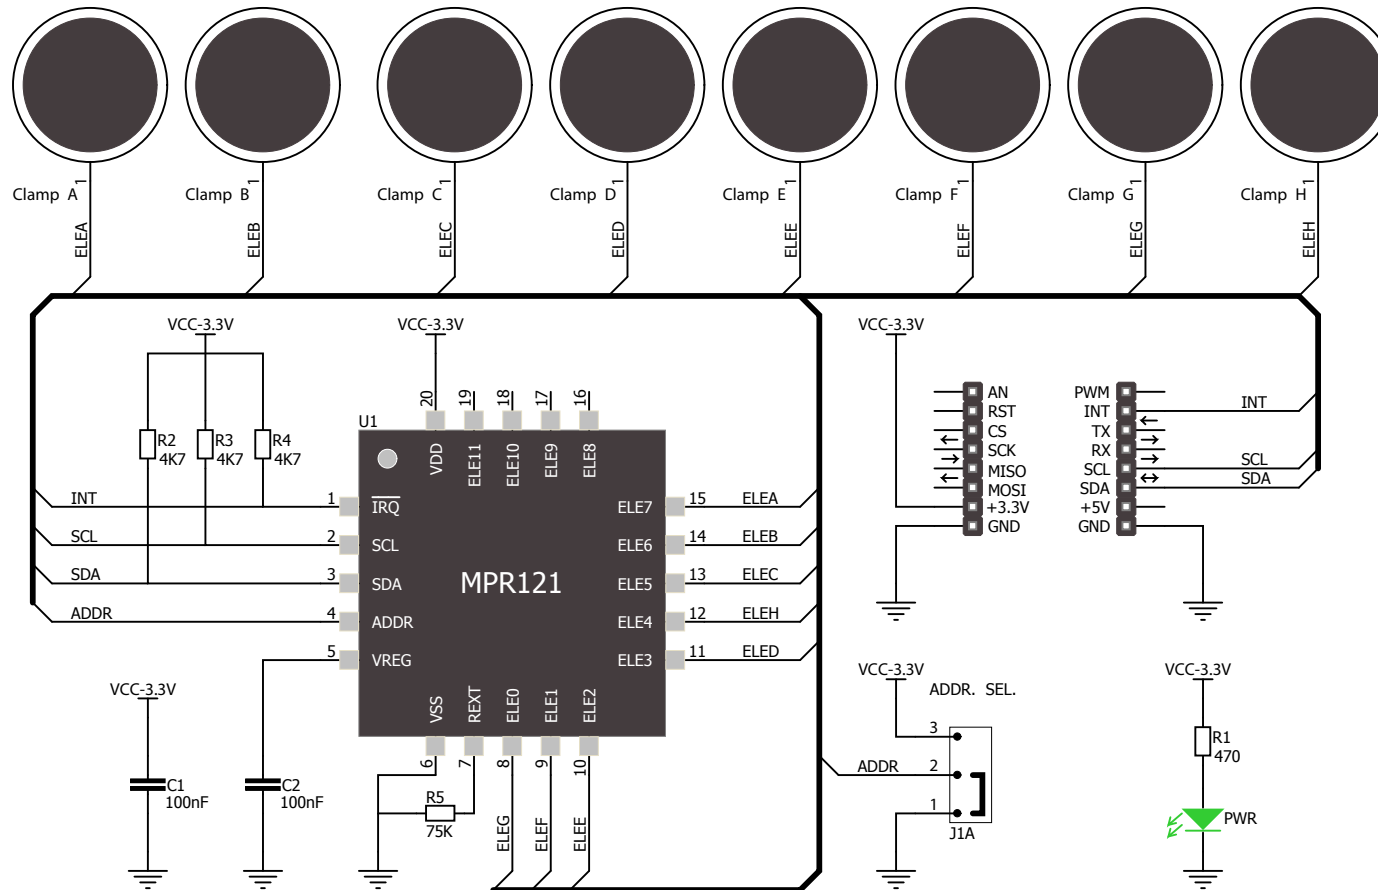 1 1 1 1 1 1 1 1
Clamp A Clamp B Clamp C Clamp D Clamp E Clamp F Clamp G Clamp H
ELEA ELEB ELEC ELED ELEE ELEF ELEG ELEH
VCC-3.3V VCC-3.3V VCC-3.3V
20 19 18 17 16
U1
VDD ELE11 ELE10 ELE9 ELE8
R2 4K7
R3 4K7
R4 4K7
INT 1 IRQ
SCL 2 SCL
SDA 3 SDA
ADDR 4 ADDR
5 VREG
MPR121
ELE7 15 ELEA
ELE6 14 ELEB
ELE5 13 ELEC
ELE4 12 ELEH
ELE3 11 ELED
VSS REXT ELE0 ELE1 ELE2
6 7 8 9 10
ELEG ELEF ELEE
R5
75K
AN PWM
RST INT INT
CS TX
SCK RX
MISO SCL SCL
MOSI SDA SDA
+3.3V +5V
GND GND
VCC-3.3V
C1
100nF
C2
100nF
VCC-3.3V
ADDR. SEL.
3
ADDR 2
1
J1A
VCC-3.3V
R1
470
PWR